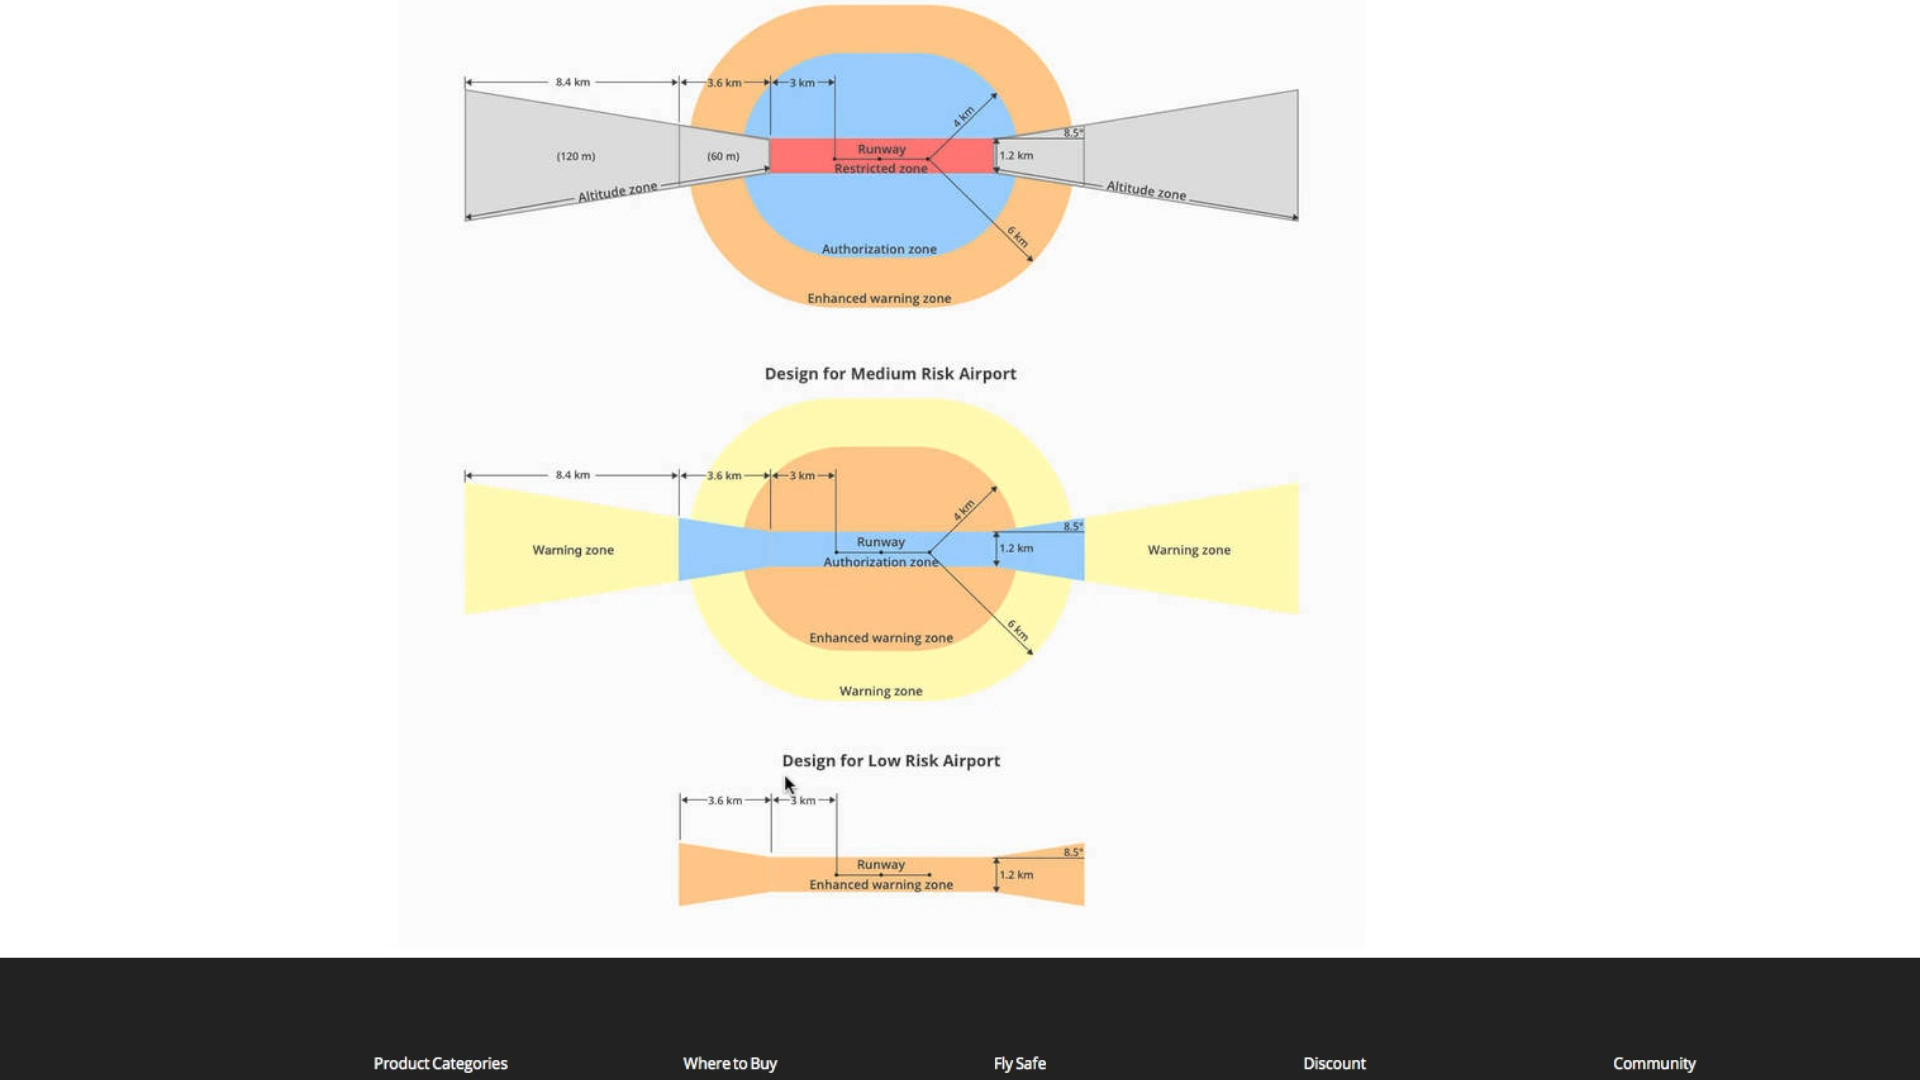 8.4 km
3.6 km
3 km
4 km
8.5°
(120 m)
(60 m)
Runway
1.2 km
Restricted zone
Altitude zone
Altitude zone
6 km
Authorization zone
Enhanced warning zone
Design for Medium Risk Airport
8.4 km
3.6 km
3 km
4 km
8.5°
Warning zone
Runway
1.2 km
Warning zone
Authorization zone
6 km
Enhanced warning zone
Warning zone
Design for Low Risk Airport
3.6 km
3 km
8.5°
Runway
1.2 km
Enhanced warning zone
Product Categories
Where to Buy
Fly Safe
Discount
Community